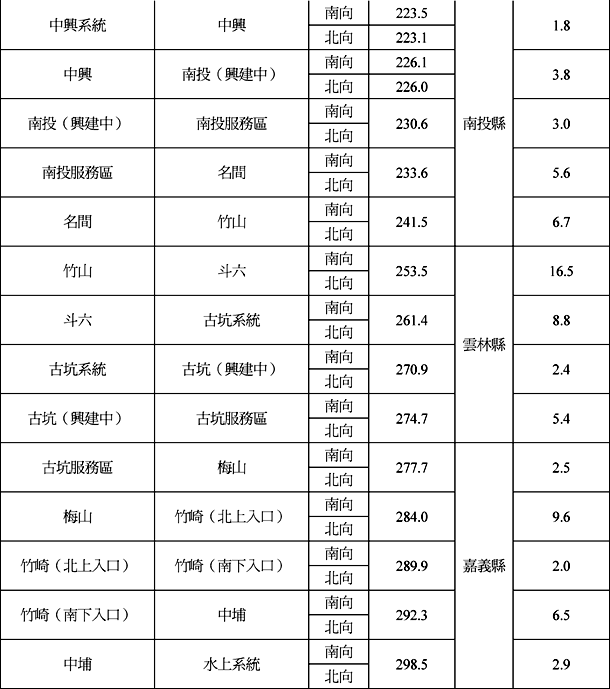 中興系統 中興 南向 223.5 南投縣 1.8
北向 223.1
中興 南投（興建中） 南向 226.1 3.8
北向 226.0
南投（興建中） 南投服務區 南向 北向 230.6 3.0
南投服務區 名間 南向 北向 233.6 5.6
名間 竹山 南向 北向 241.5 6.7
竹山 斗六 南向 北向 253.5 雲林縣 16.5
斗六 古坑系統 南向 北向 261.4 8.8
古坑系統 古坑（興建中） 南向 北向 270.9 2.4
古坑（興建中） 古坑服務區 南向 北向 274.7 5.4
古坑服務區 梅山 南向 北向 277.7 嘉義縣 2.5
梅山 竹崎（北上入口） 南向 北向 284.0 9.6
竹崎（北上入口） 竹崎（南下入口） 南向 北向 289.9 2.0
竹崎（南下入口） 中埔 南向 北向 292.3 6.5
中埔 水上系統 南向 北向 298.5 2.9